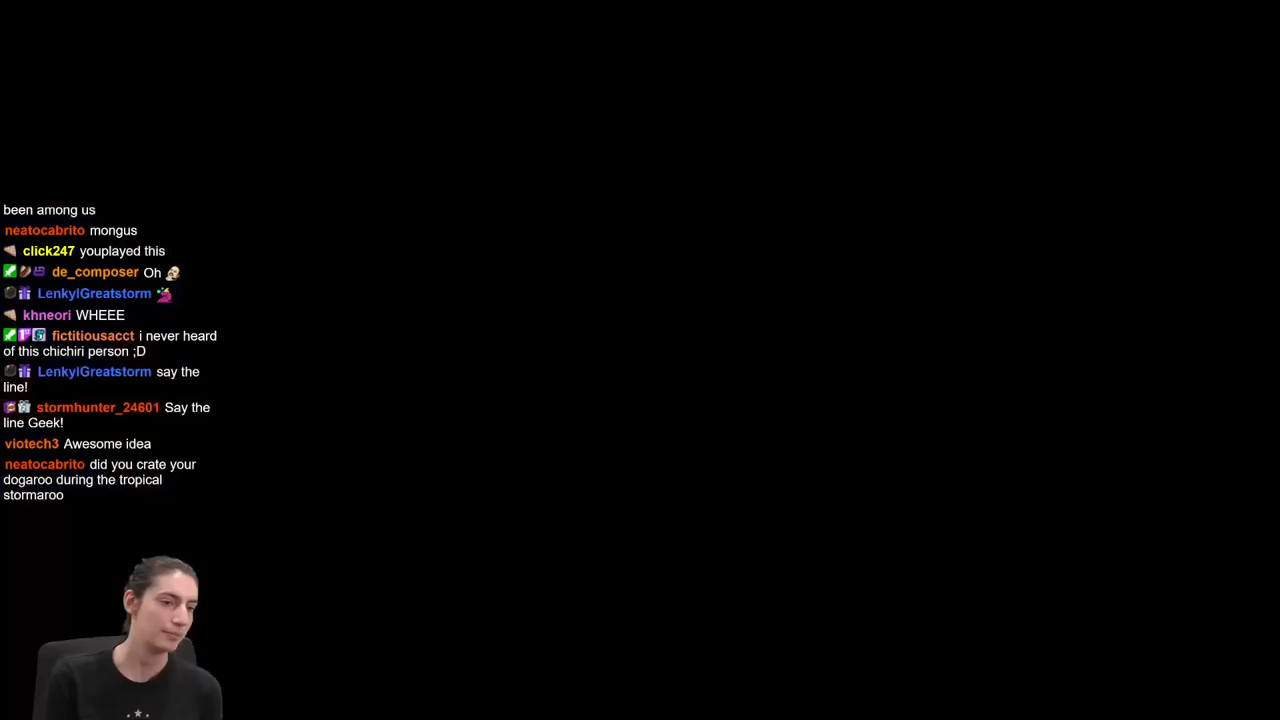 been among us
neatocabrito mongus
click247 youplayed this
de_composer Oh
LenkylGreatstorm
khneori WHEEE
fictitiousacct i never heard
of this chichiri person ;D
LenkylGreatstorm say the
line!
stormhunter_24601 Say the
line Geek!
viotech3 Awesome idea
neatocabrito did you crate your
dogaroo during the tropical
stormaroo